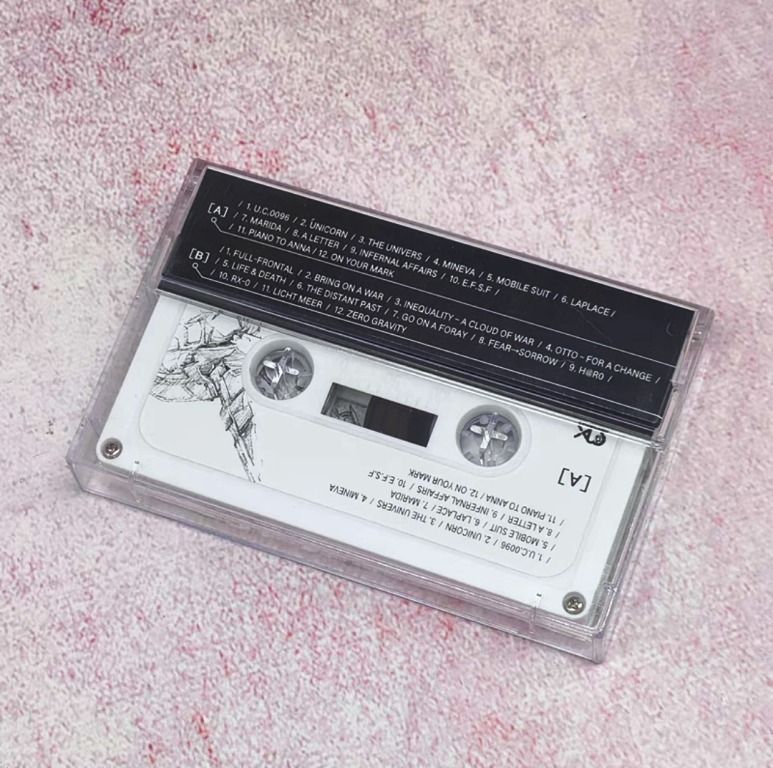 [A] / 1. U.C.0096 / 2. UNICORN / 3. THE UNIVERS / 4. MINEVA / 5. MOBILE SUIT / 6. LAPLACE /
/ 7. MARIDA / 8. A LETTER / 9. INFERNAL AFFAIRS / 10. E.F.S.F /
/ 11. PIANO TO ANNA / 12. ON YOUR MARK
[B] / 1. FULL-FRONTAL / 2. BRING ON A WAR / 3. INEQUALITY – A CLOUD OF WAR / 4. OTTO – FOR A CHANGE /
/ 5. LIFE & DEATH / 6. THE DISTANT PAST / 7. GO ON A FORAY / 8. FEAR→SORROW / 9. H@R0 /
/ 10. RX-0 / 11. LICHT MEER / 12. ZERO GRAVITY
/ 1. U.C.0096 / 2. UNICORN / 3. THE UNIVERS / 4. MINEVA
/ 5. MOBILE SUIT / 6. LAPLACE / 7. MARIDA
/ 8. A LETTER / 9. INFERNAL AFFAIRS / 10. E.F.S.F
/ 11. PIANO TO ANNA / 12. ON YOUR MARK
[A]